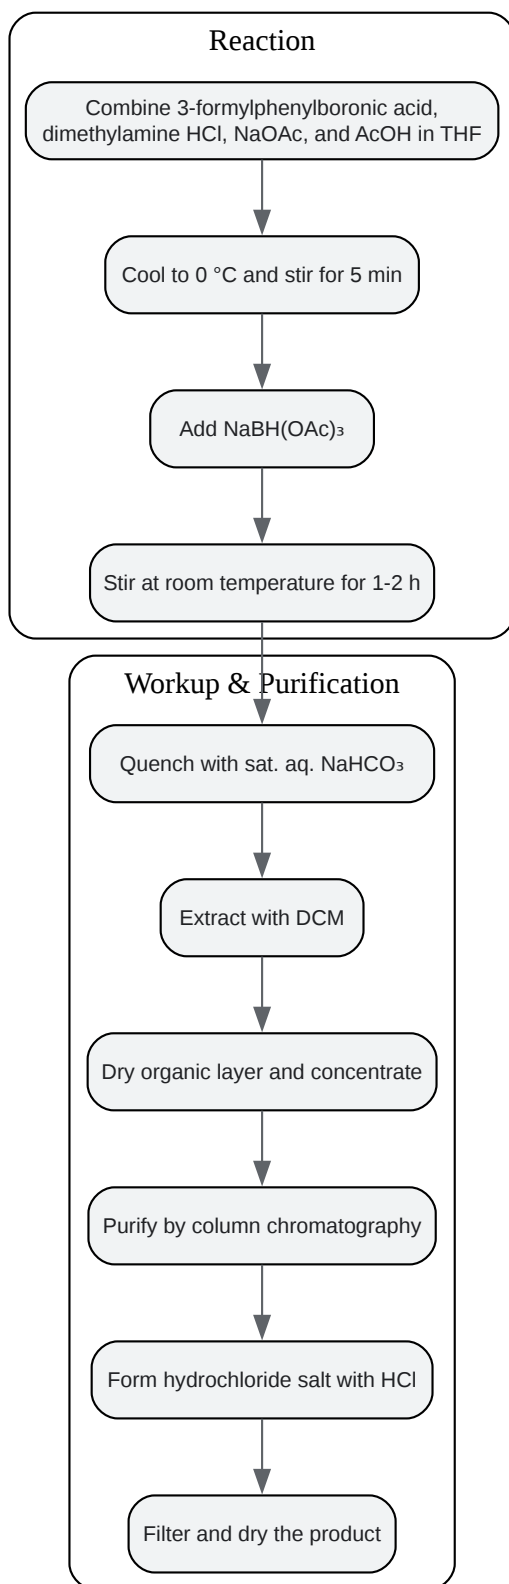 Reaction
Combine 3-formylphenylboronic acid,
dimethylamine HCl, NaOAc, and AcOH in THF
Cool to 0 °C and stir for 5 min
Add NaBH(OAc)₃
Stir at room temperature for 1-2 h
Workup & Purification
Quench with sat. aq. NaHCO₃
Extract with DCM
Dry organic layer and concentrate
Purify by column chromatography
Form hydrochloride salt with HCl
Filter and dry the product